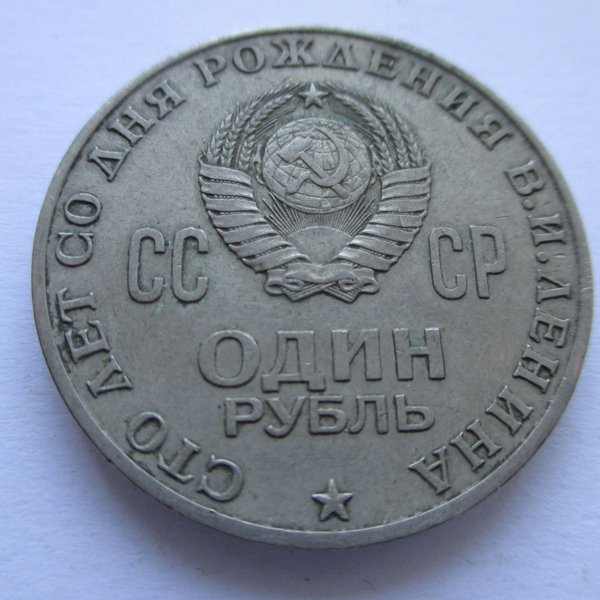 СТО ЛЕТ СО ДНЯ РОЖДЕНИЯ В.И.ЛЕНИНА
СС СР
ОДИН
РУБЛЬ